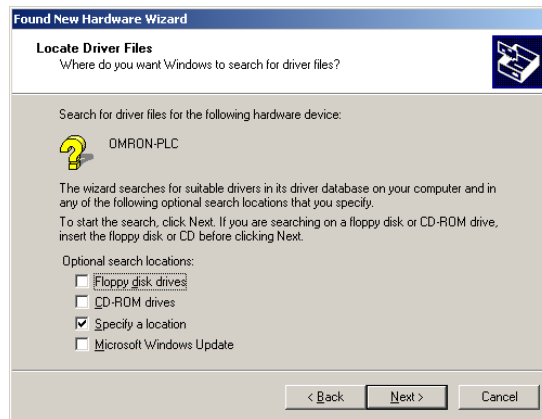 Found New Hardware Wizard
Locate Driver Files
Where do you want Windows to search for driver files?
Search for driver files for the following hardware device:
OMRON-PLC
The wizard searches for suitable drivers in its driver database on your computer and in
any of the following optional search locations that you specify.
To start the search, click Next. If you are searching on a floppy disk or CD-ROM drive,
insert the floppy disk or CD before clicking Next.
Optional search locations:
Floppy disk drives
CD-ROM drives
Specify a location
Microsoft Windows Update
< Back Next > Cancel